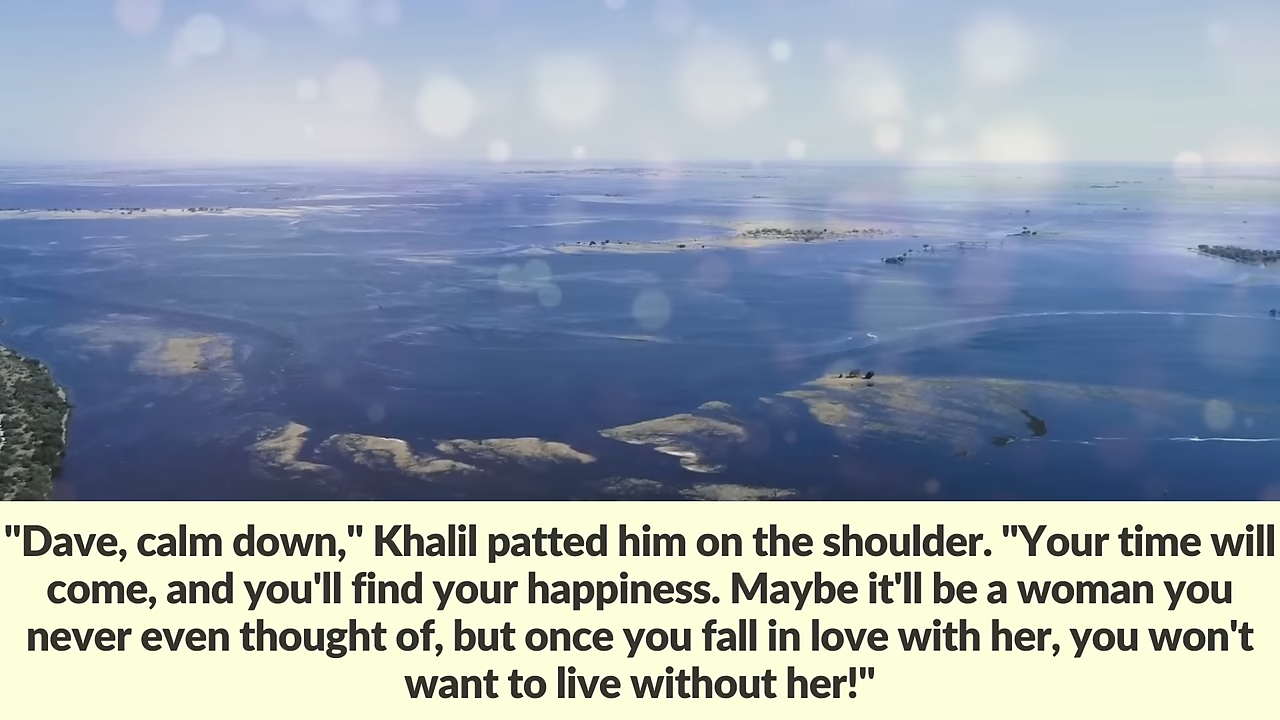 "Dave, calm down," Khalil patted him on the shoulder. "Your time will
come, and you'll find your happiness. Maybe it'll be a woman you
never even thought of, but once you fall in love with her, you won't
want to live without her!"